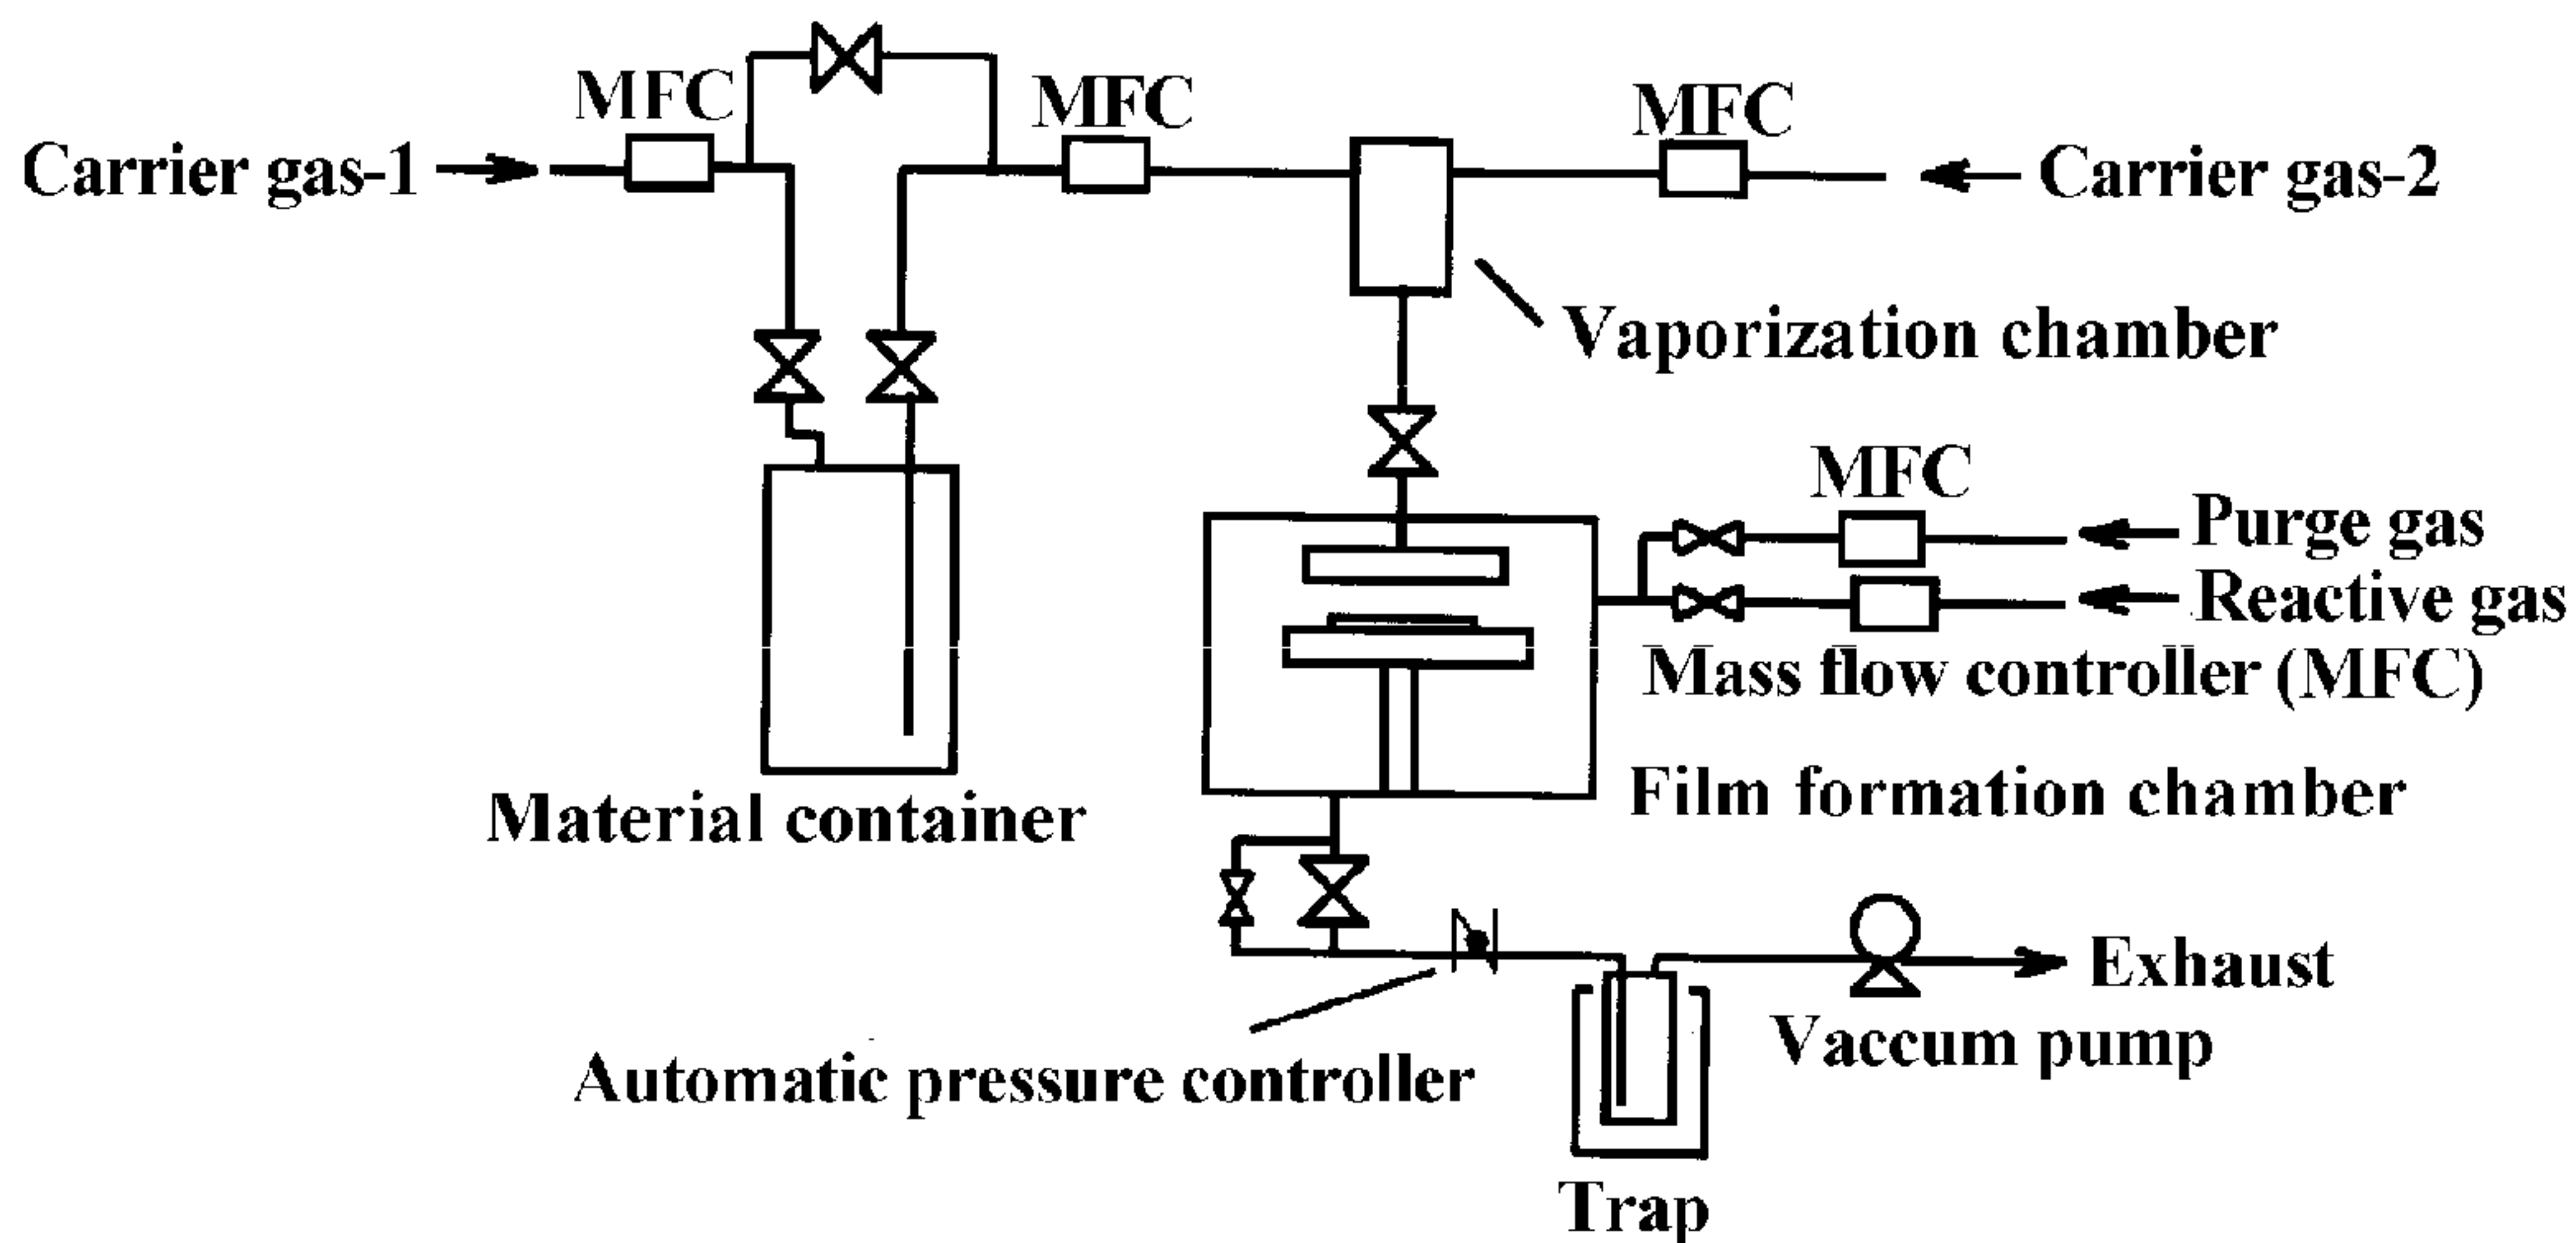 MFC
MFC
MFC
Carrier gas-1
Carrier gas-2
Vaporization chamber
MFC
Purge gas
Reactive gas
Mass flow controller (MFC)
Film formation chamber
Material container
Exhaust
Vaccum pump
Automatic pressure controller
Trap